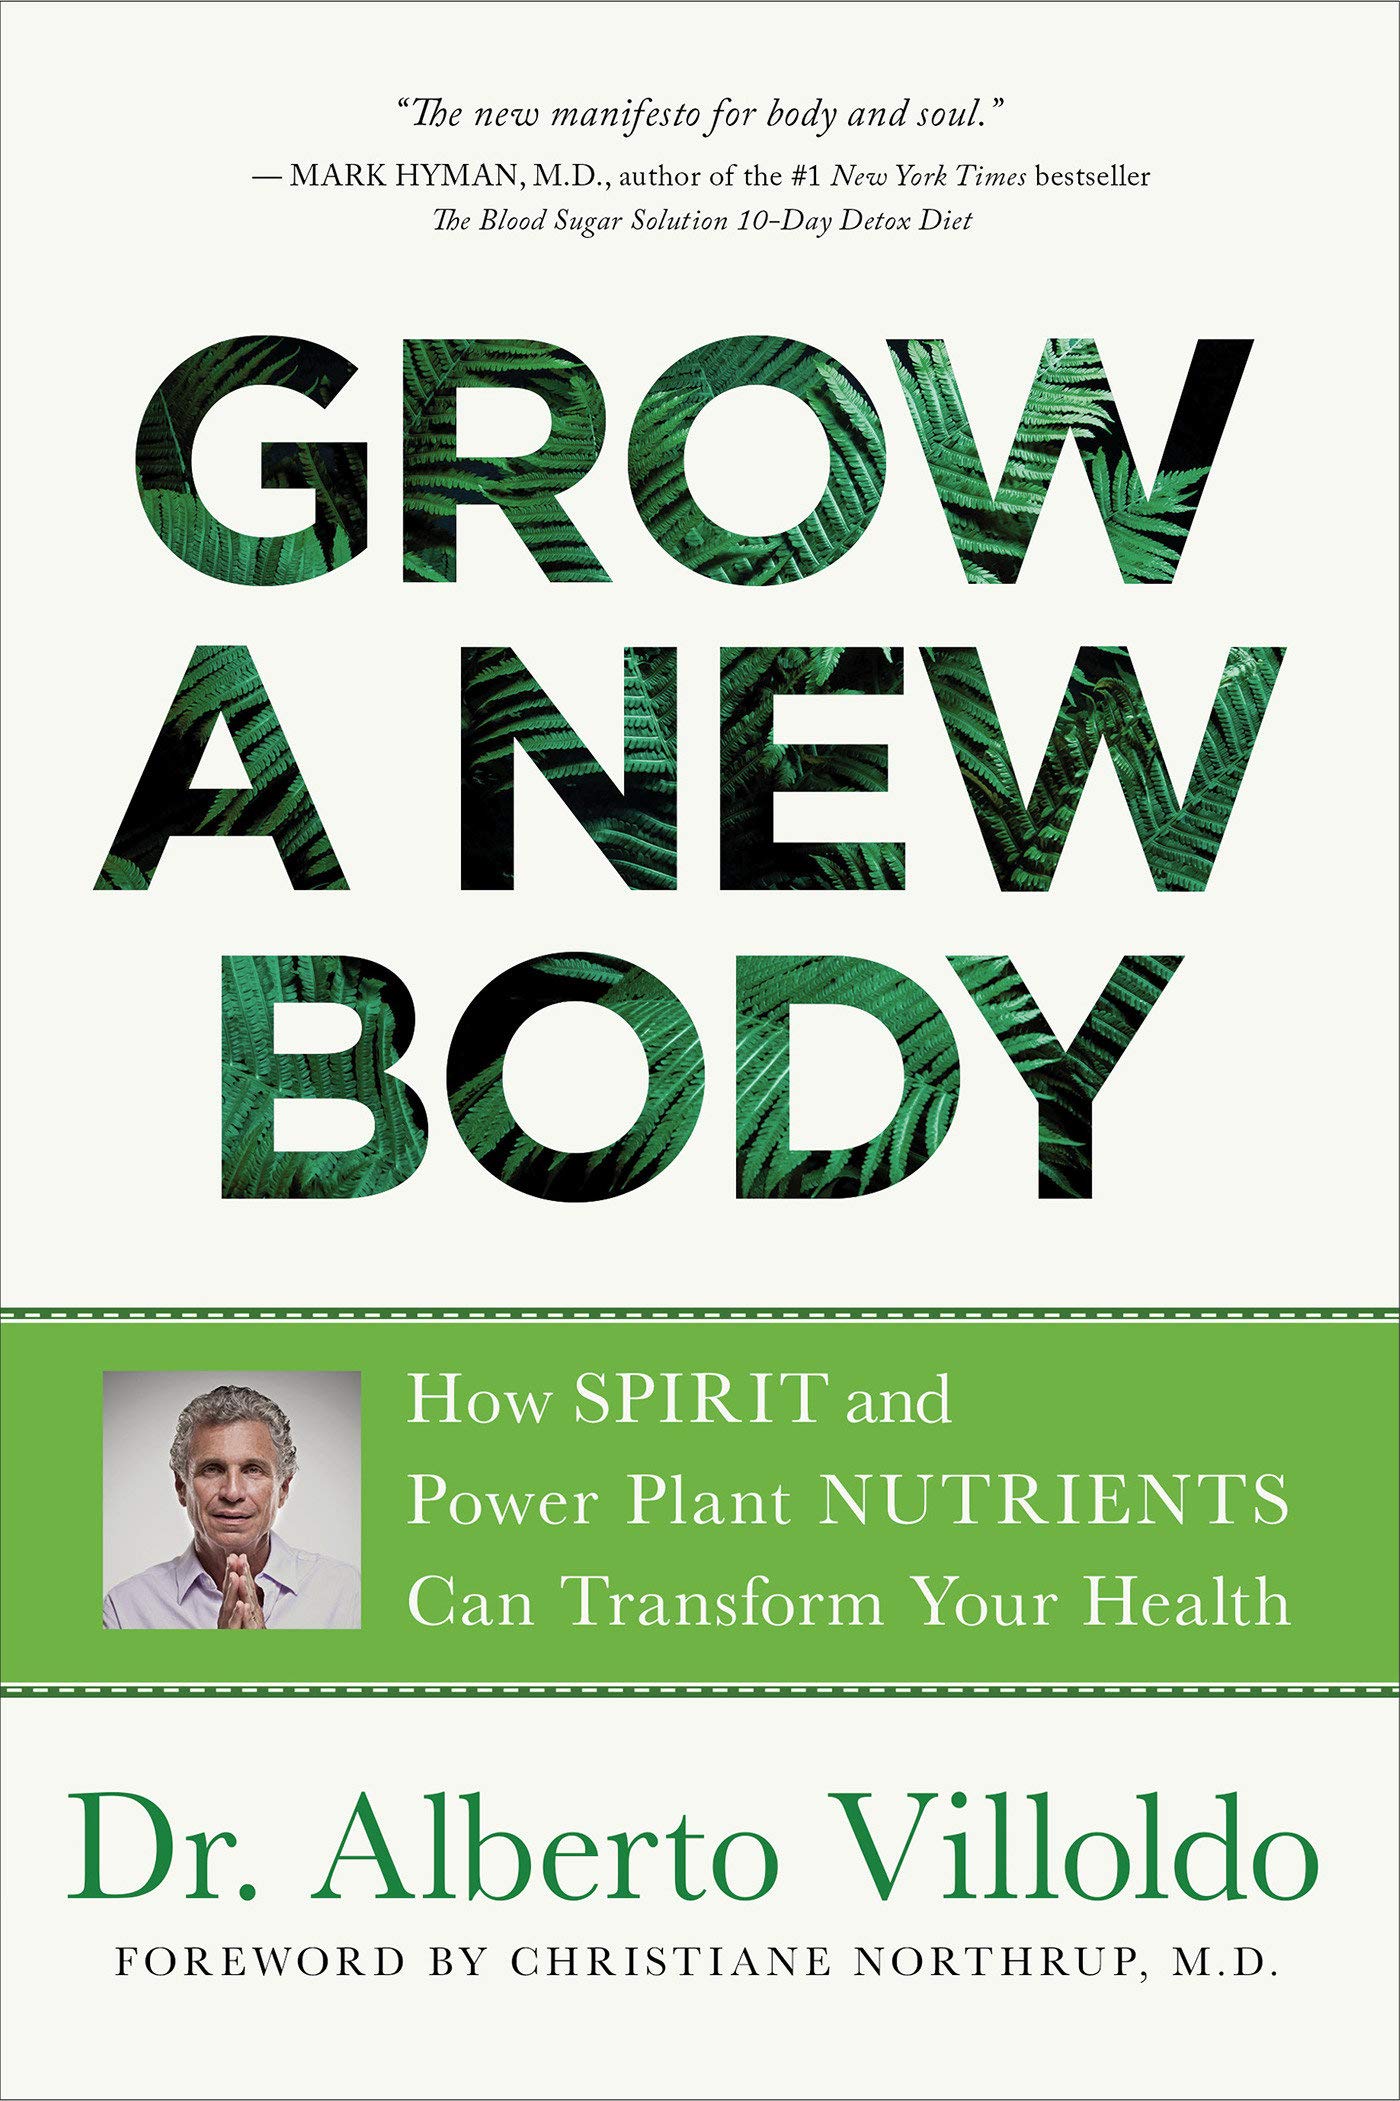 “The new manifesto for body and soul.”
— MARK HYMAN, M.D., author of the #1 New York Times bestseller
The Blood Sugar Solution 10-Day Detox Diet
GROW
A NEW
BODY
How SPIRIT and
Power Plant NUTRIENTS
Can Transform Your Health
Dr. Alberto Villoldo
FOREWORD BY CHRISTIANE NORTHRUP, M.D.